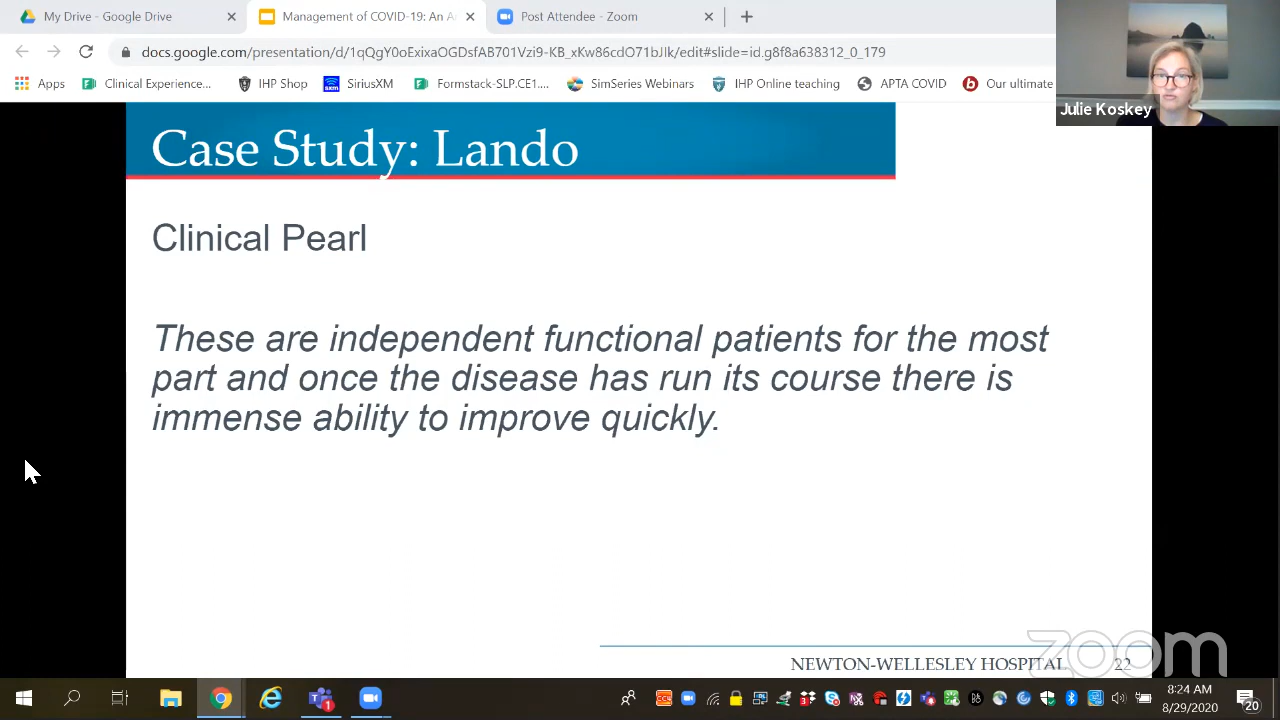 My Drive - Google Drive
Management of COVID-19: An A
Post Attendee - Zoom
docs.google.com/presentation/d/1qQgY0oExixaOGDsfAB701Vzi9-KB_xKw86cdO71bJIk/edit#slide=id.g8f8a638312_0_179
Apps
Clinical Experience...
IHP Shop
SiriusXM
Formstack-SLP.CE1....
SimSeries Webinars
IHP Online teaching
APTA COVID
Our ultimate
Julie Koskey
Case Study: Lando
Clinical Pearl
These are independent functional patients for the most
part and once the disease has run its course there is
immense ability to improve quickly.
zoom
NEWTON-WELLESLEY HOSPITAL
22
8:24 AM
8/29/2020
20